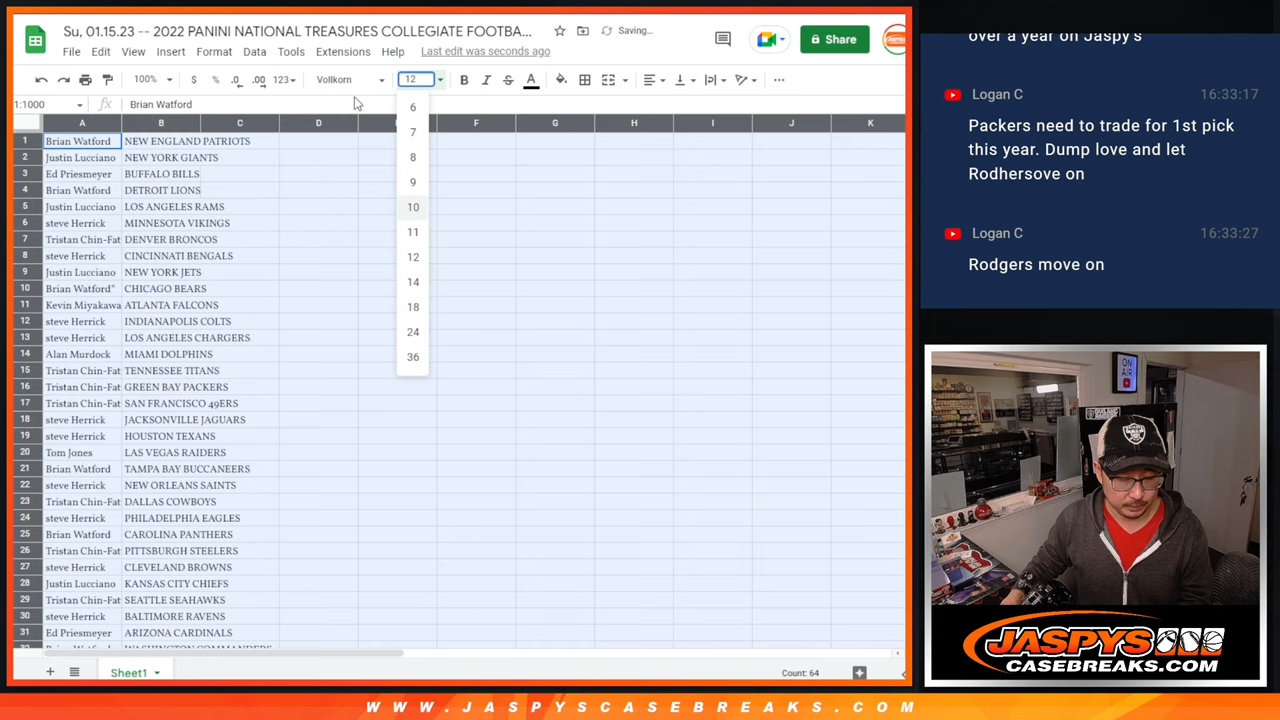 Su, 01.15.23 -- 2022 PANINI NATIONAL TREASURES COLLEGIATE FOOTBA...
Saving...
Share
File Edit View Insert Format Data Tools Extensions Help Last edit was seconds ago
100% $ % .0 .00 123 Vollkorn 12 B I S A
1:1000 fx Brian Watford
A B C D F G H I J K
1 Brian Watford NEW ENGLAND PATRIOTS
2 Justin Lucciano NEW YORK GIANTS
3 Ed Priesmeyer BUFFALO BILLS
4 Brian Watford DETROIT LIONS
5 Justin Lucciano LOS ANGELES RAMS
6 steve Herrick MINNESOTA VIKINGS
7 Tristan Chin-Fat DENVER BRONCOS
8 steve Herrick CINCINNATI BENGALS
9 Justin Lucciano NEW YORK JETS
10 Brian Watford* CHICAGO BEARS
11 Kevin Miyakawa ATLANTA FALCONS
12 steve Herrick INDIANAPOLIS COLTS
13 steve Herrick LOS ANGELES CHARGERS
14 Alan Murdock MIAMI DOLPHINS
15 Tristan Chin-Fat TENNESSEE TITANS
16 Tristan Chin-Fat GREEN BAY PACKERS
17 Tristan Chin-Fat SAN FRANCISCO 49ERS
18 steve Herrick JACKSONVILLE JAGUARS
19 steve Herrick HOUSTON TEXANS
20 Tom Jones LAS VEGAS RAIDERS
21 Brian Watford TAMPA BAY BUCCANEERS
22 steve Herrick NEW ORLEANS SAINTS
23 Tristan Chin-Fat DALLAS COWBOYS
24 steve Herrick PHILADELPHIA EAGLES
25 Brian Watford CAROLINA PANTHERS
26 Tristan Chin-Fat PITTSBURGH STEELERS
27 steve Herrick CLEVELAND BROWNS
28 Justin Lucciano KANSAS CITY CHIEFS
29 Tristan Chin-Fat SEATTLE SEAHAWKS
30 steve Herrick BALTIMORE RAVENS
31 Ed Priesmeyer ARIZONA CARDINALS
32 Brian Watford WASHINGTON COMMANDERS
6
7
8
9
10
11
12
14
18
24
36
Sheet1
Count: 64
over a year on Jaspy's
Logan C 16:33:17
Packers need to trade for 1st pick
this year. Dump love and let
Rodhersove on
Logan C 16:33:27
Rodgers move on
ON
AIR
JASPYS
CASEBREAKS.COM
WWW.JASPYSCASEBREAKS.COM